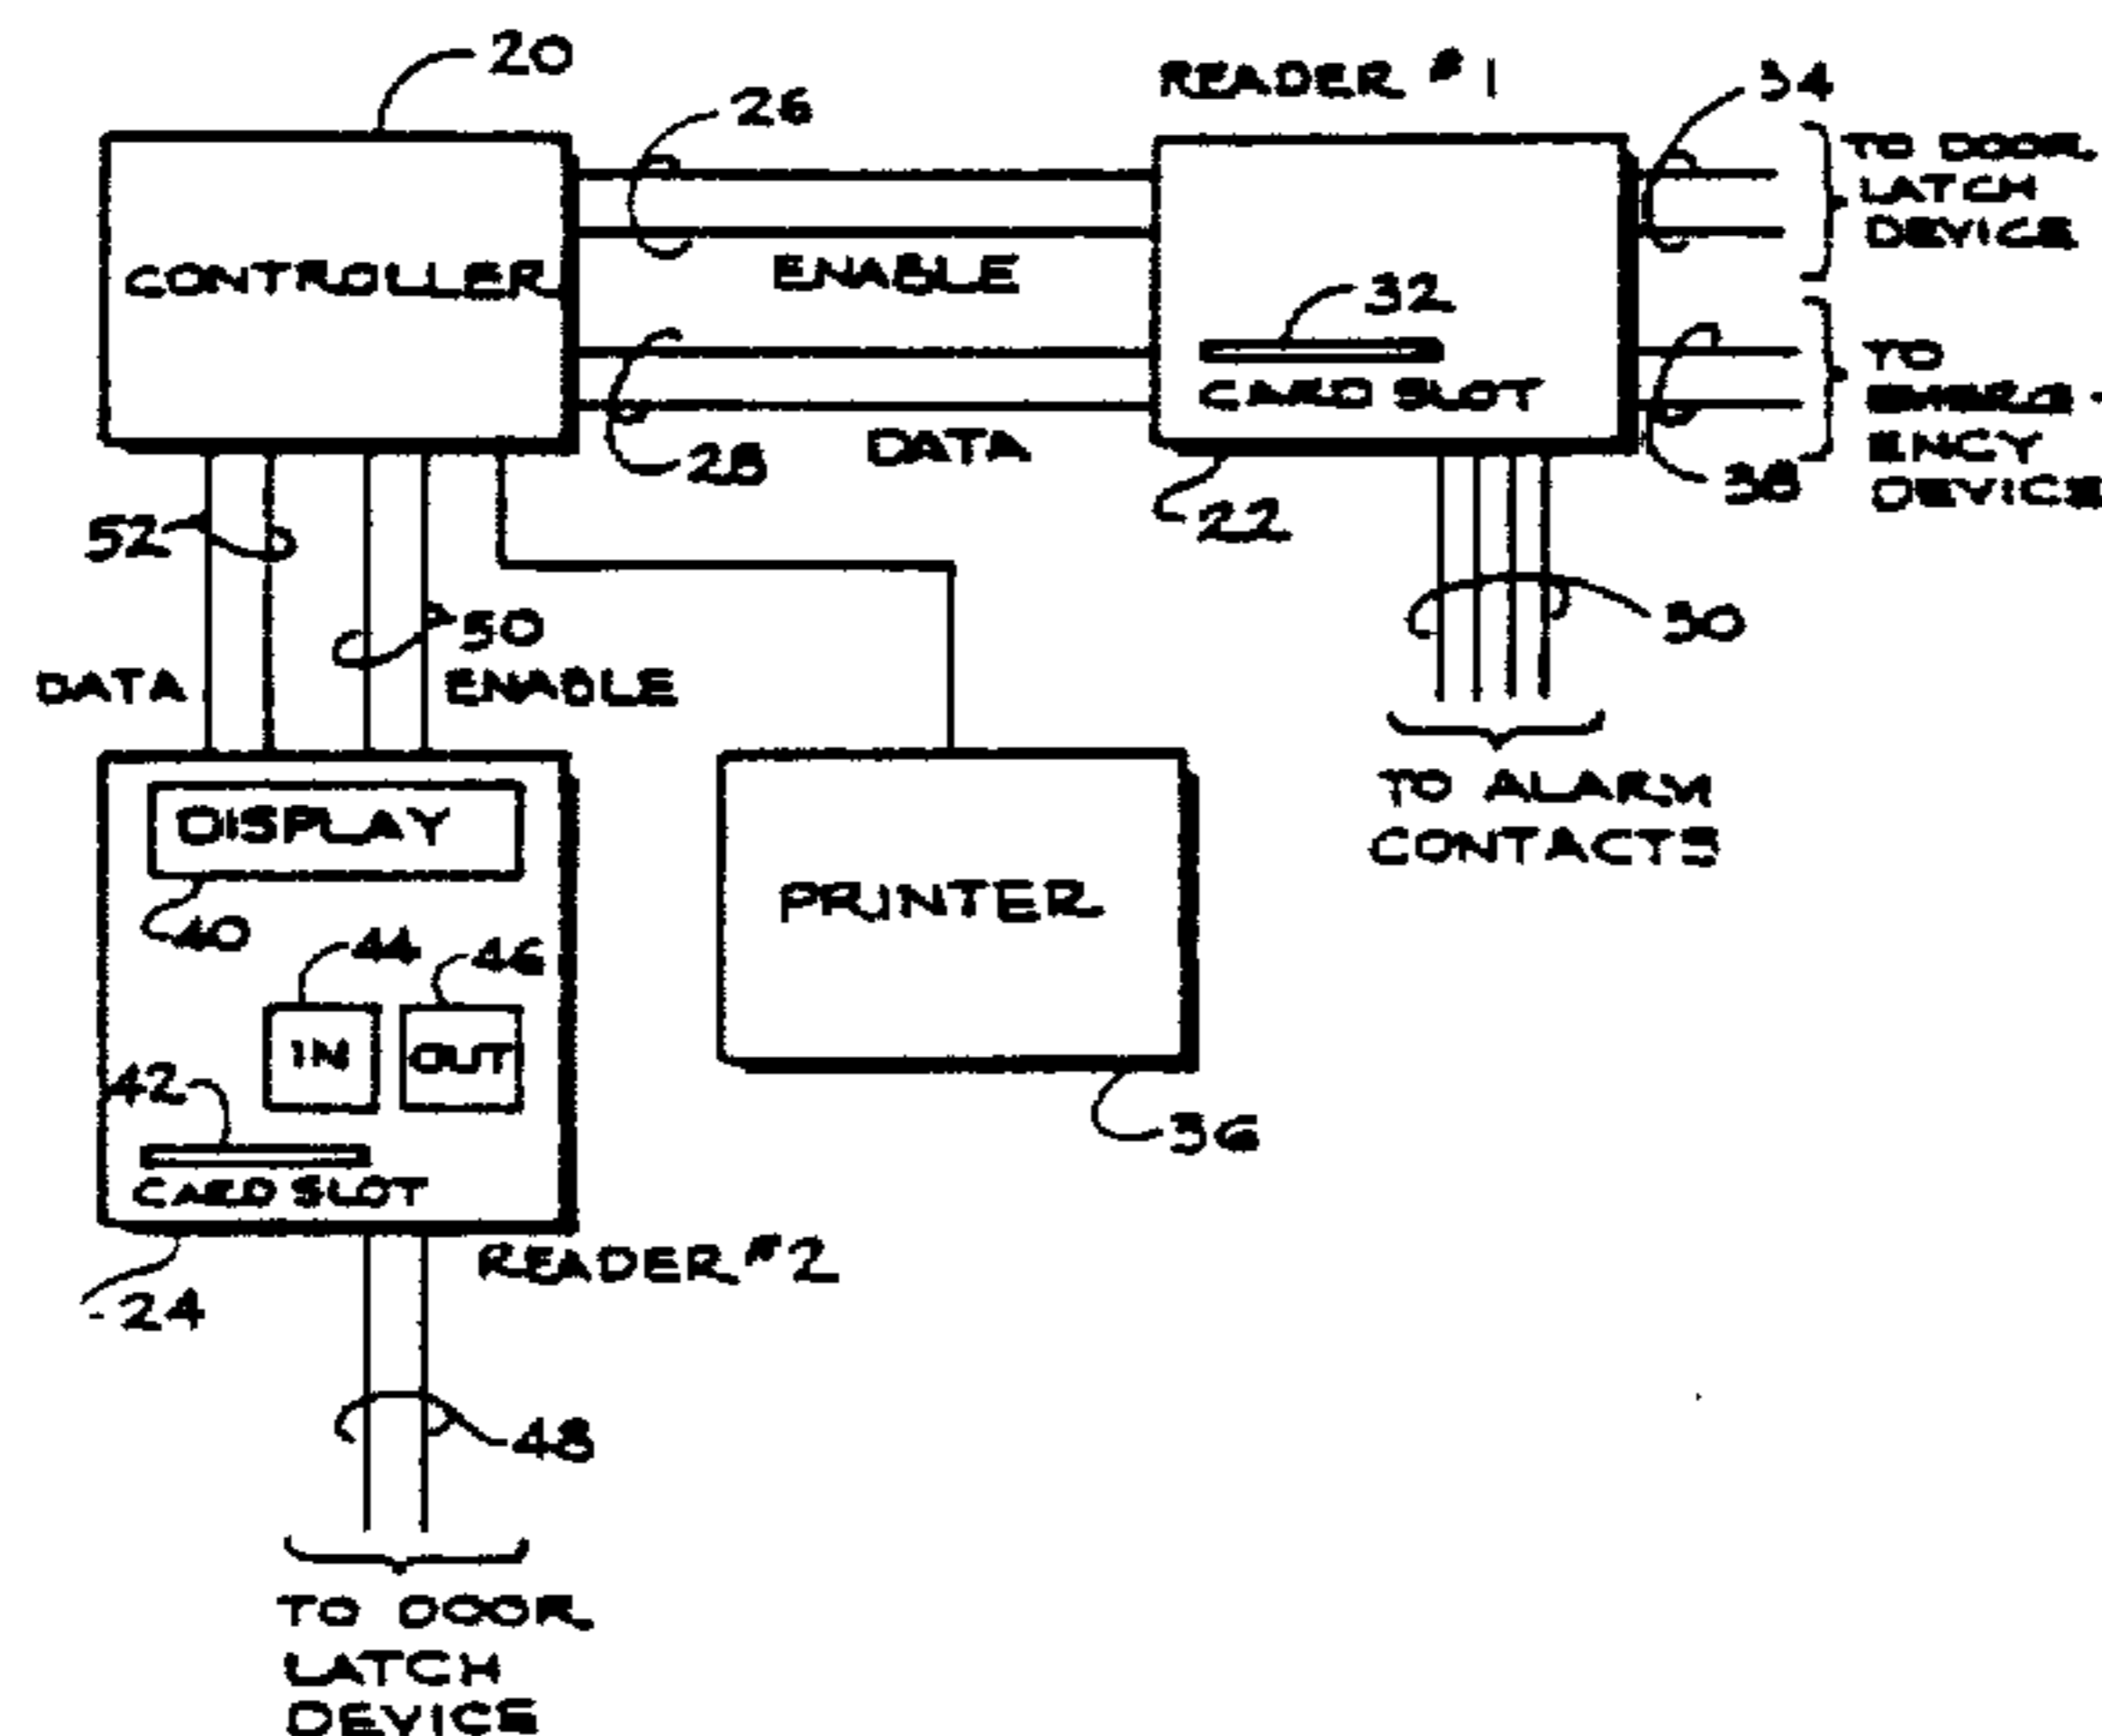 20
26
READER #1
34
TO DOOR
LATCH
DEVICE
CONTROLLER
ENABLE
32
CARD SLOT
TO
EMERG-
ENCY
DEVICE
28
DATA
38
22
52
50
ENABLE
DATA
30
TO ALARM
CONTACTS
DISPLAY
40
44
46
PRINTER
IN
OUT
42
CARD SLOT
36
READER #2
24
48
TO DOOR
LATCH
DEVICE